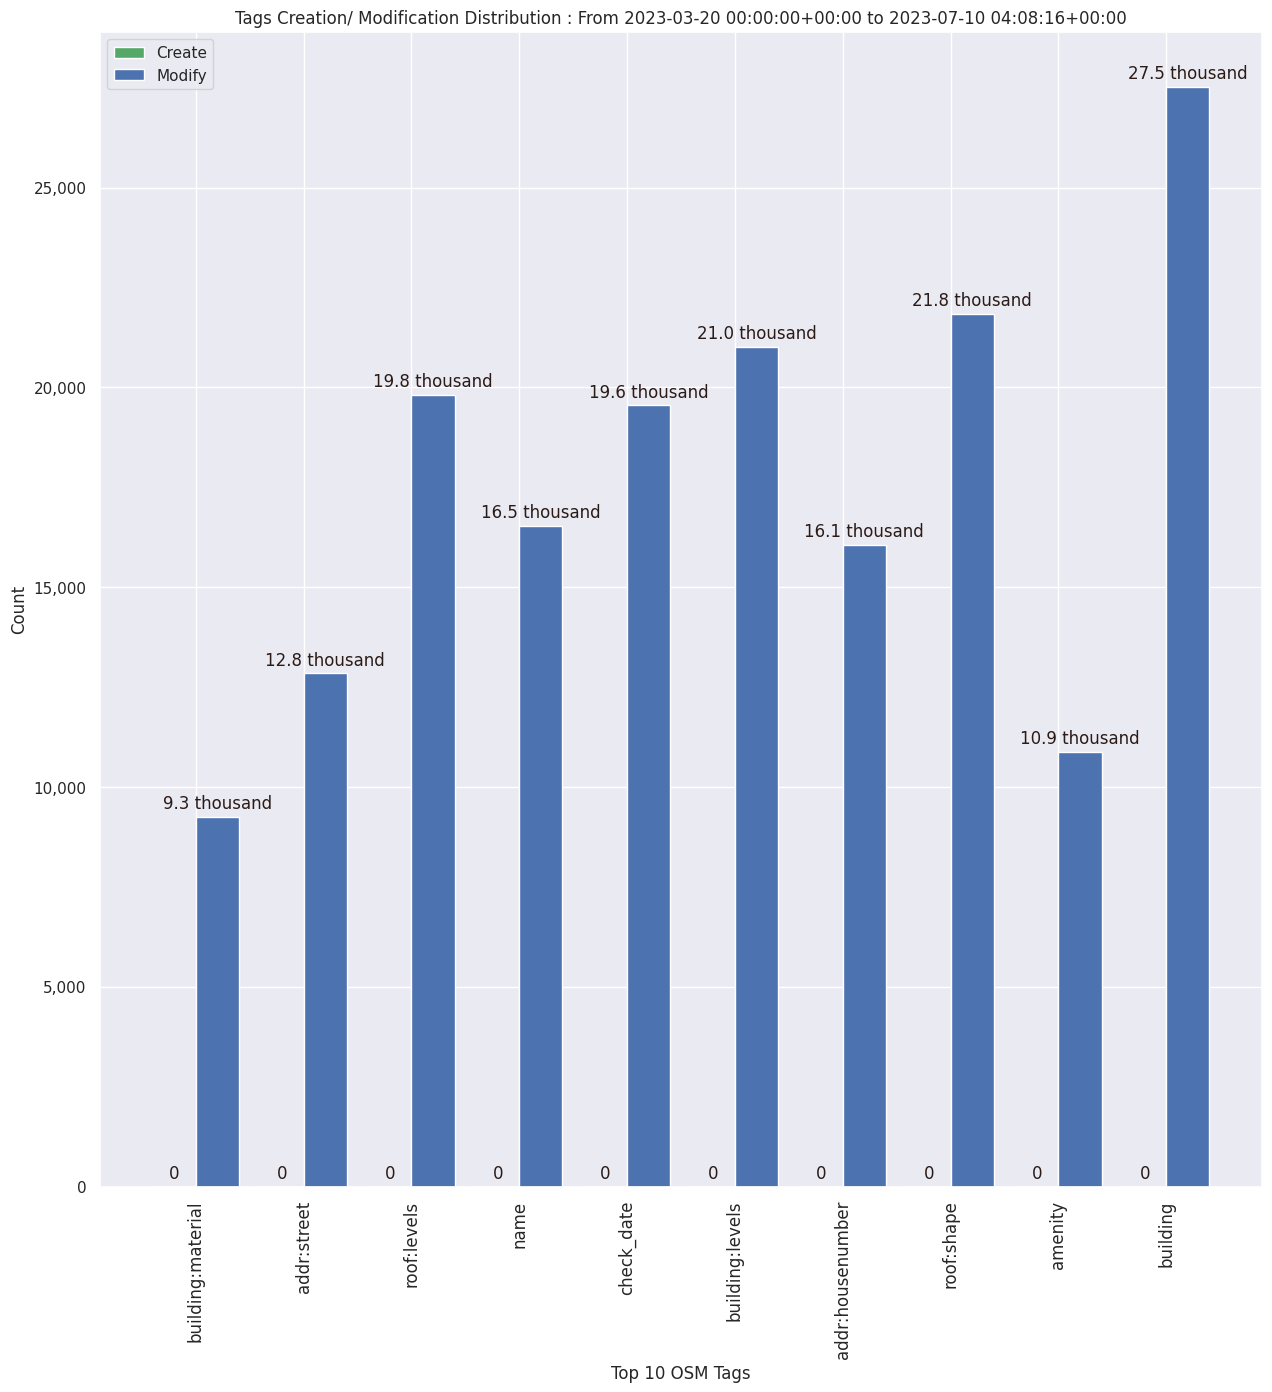 Tags Creation/ Modification Distribution : From 2023-03-20 00:00:00+00:00 to 2023-07-10 04:08:16+00:00
Create
Modify
27.5 thousand
25,000
21.8 thousand
21.0 thousand
20,000
19.8 thousand
19.6 thousand
16.5 thousand
16.1 thousand
15,000
12.8 thousand
10.9 thousand
10,000
9.3 thousand
5,000
0
0 0 0 0 0 0 0 0 0 0
Count
building:material
addr:street
roof:levels
name
check_date
building:levels
addr:housenumber
roof:shape
amenity
building
Top 10 OSM Tags